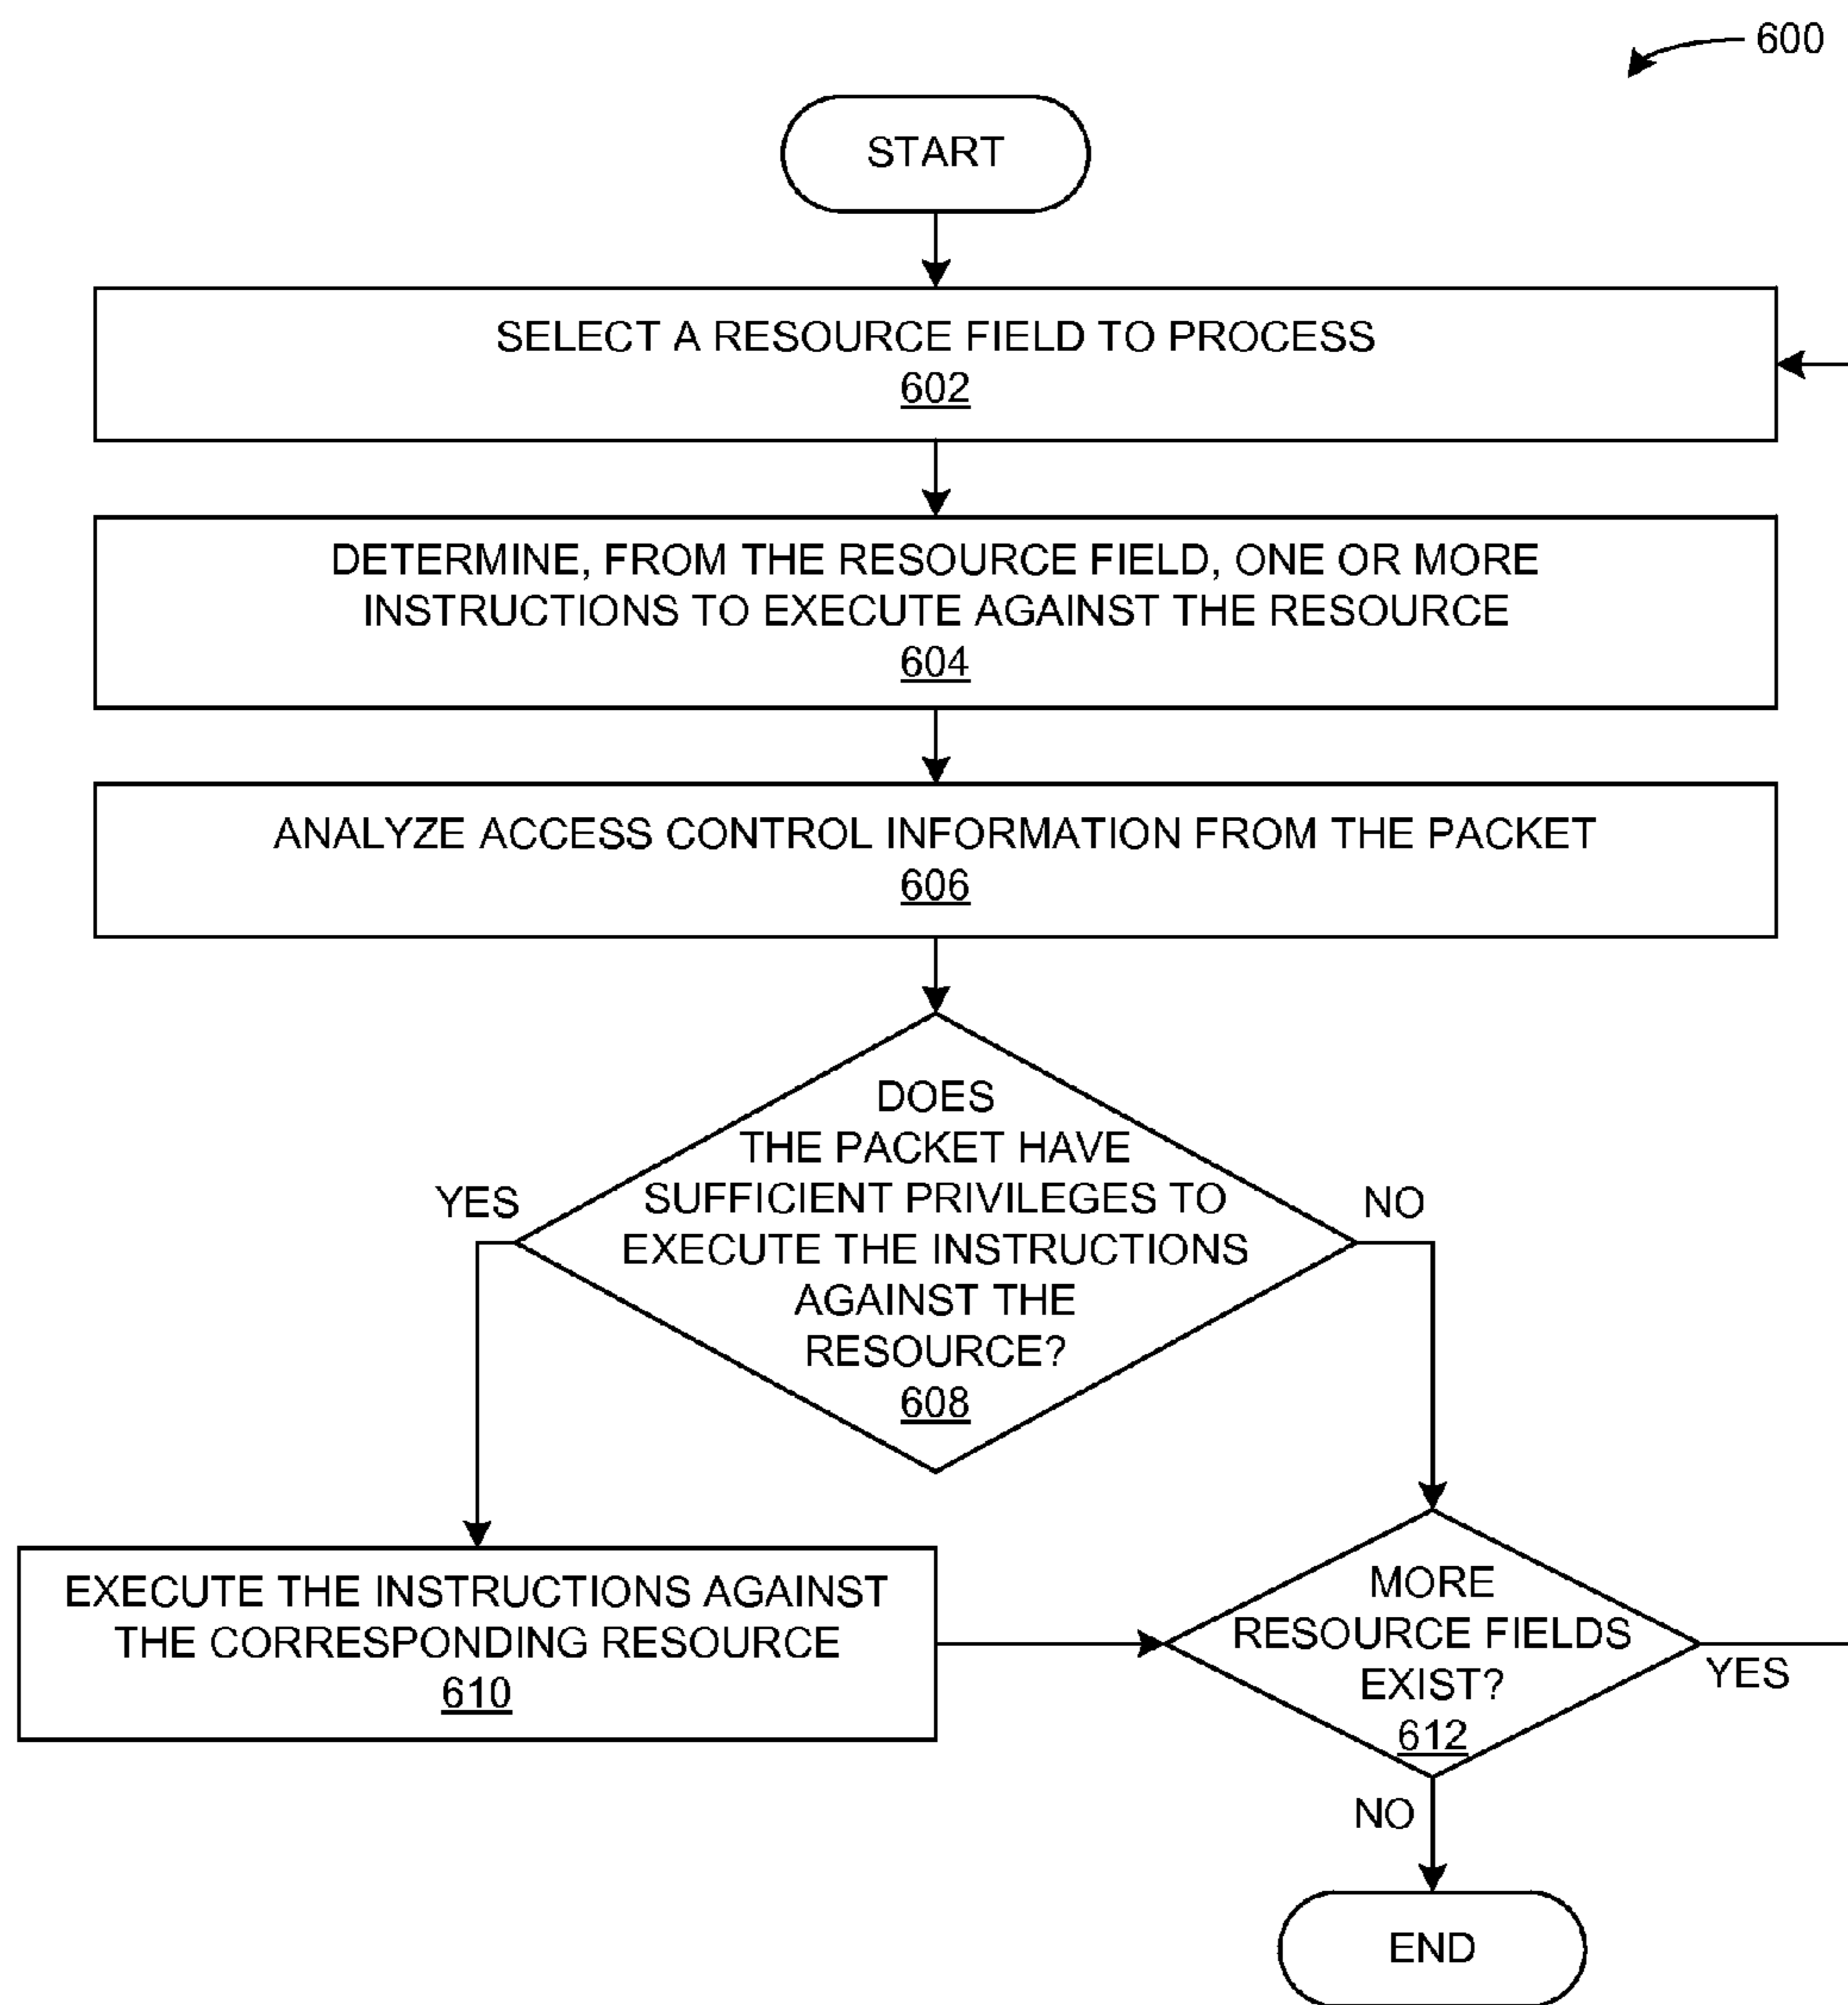 600
START
SELECT A RESOURCE FIELD TO PROCESS
602
DETERMINE, FROM THE RESOURCE FIELD, ONE OR MORE
INSTRUCTIONS TO EXECUTE AGAINST THE RESOURCE
604
ANALYZE ACCESS CONTROL INFORMATION FROM THE PACKET
606
DOES
THE PACKET HAVE
SUFFICIENT PRIVILEGES TO
EXECUTE THE INSTRUCTIONS
AGAINST THE
RESOURCE?
608
YES
NO
EXECUTE THE INSTRUCTIONS AGAINST
THE CORRESPONDING RESOURCE
610
MORE
RESOURCE FIELDS
EXIST?
612
YES
NO
END